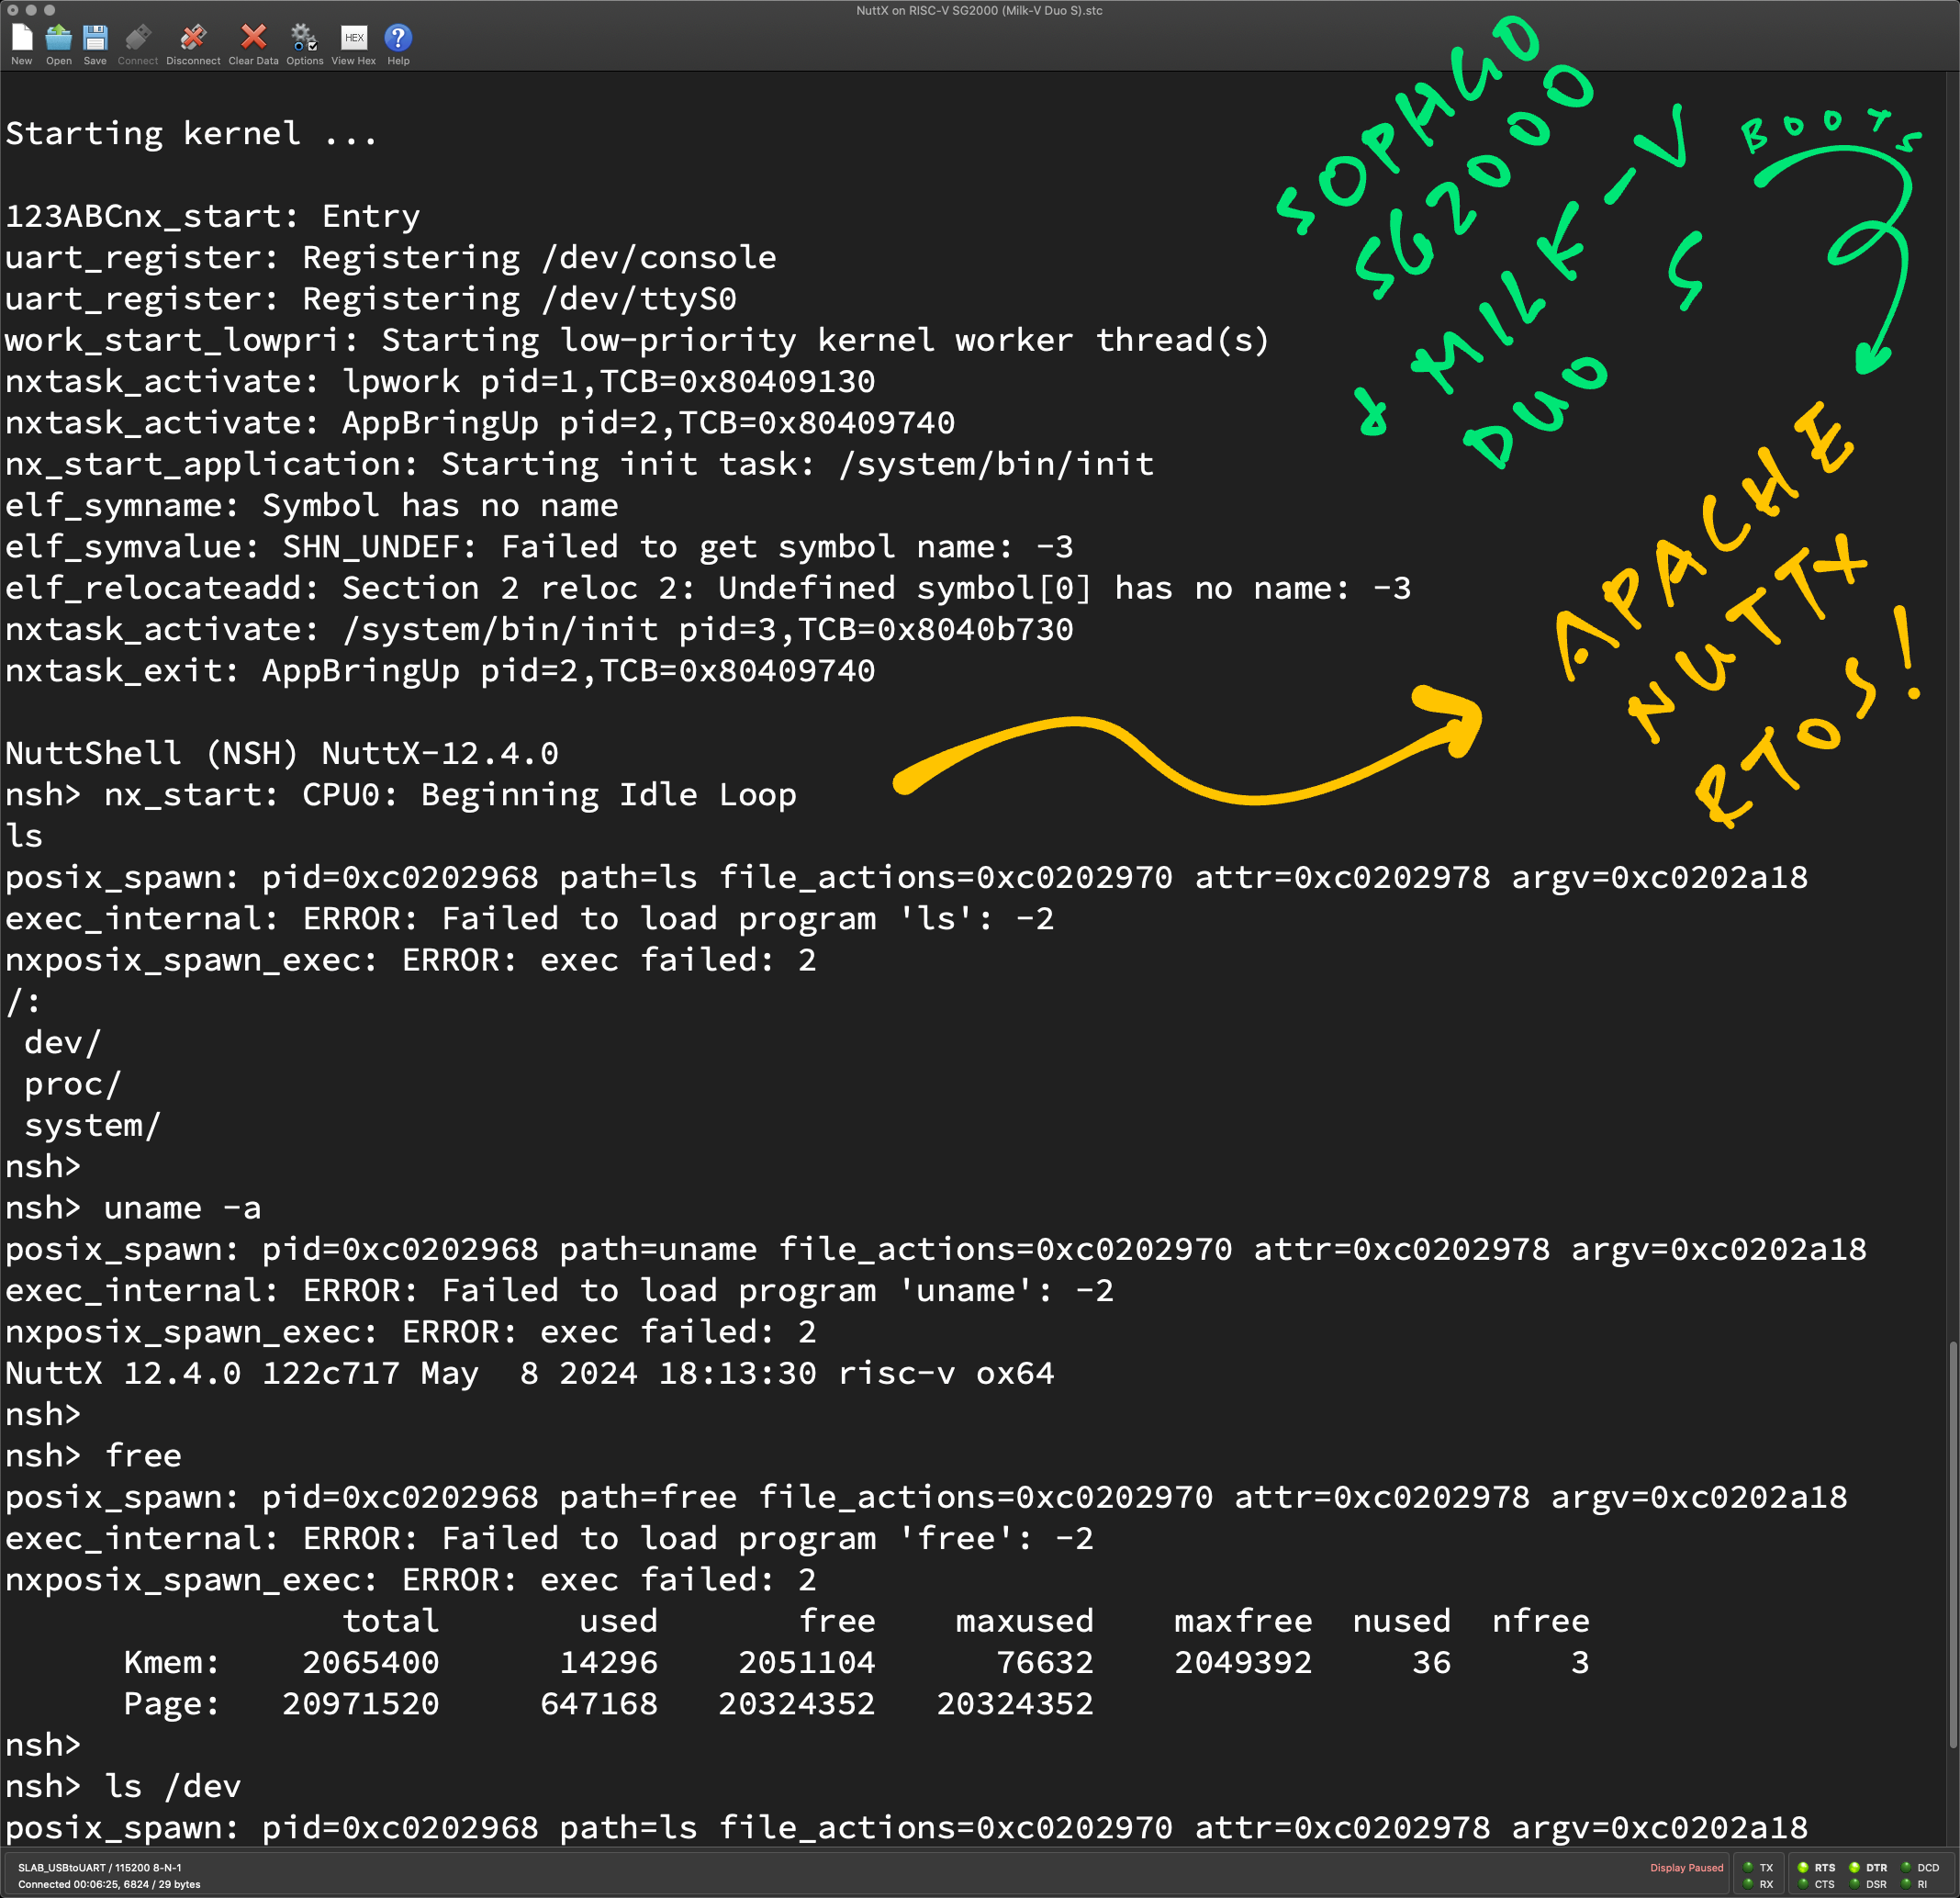 NuttX on RISC-V SG2000 (Milk-V Duo S).stc
New Open Save Connect Disconnect Clear Data Options View Hex Help
HEX
SOPHGO
SG2000
& MILK-V
DUO S
BOOTS
APACHE
NUTTX
RTOS!
Starting kernel ...
123ABCnx_start: Entry
uart_register: Registering /dev/console
uart_register: Registering /dev/ttyS0
work_start_lowpri: Starting low-priority kernel worker thread(s)
nxtask_activate: lpwork pid=1,TCB=0x80409130
nxtask_activate: AppBringUp pid=2,TCB=0x80409740
nx_start_application: Starting init task: /system/bin/init
elf_symname: Symbol has no name
elf_symvalue: SHN_UNDEF: Failed to get symbol name: -3
elf_relocateadd: Section 2 reloc 2: Undefined symbol[0] has no name: -3
nxtask_activate: /system/bin/init pid=3,TCB=0x8040b730
nxtask_exit: AppBringUp pid=2,TCB=0x80409740
NuttShell (NSH) NuttX-12.4.0
nsh> nx_start: CPU0: Beginning Idle Loop
ls
posix_spawn: pid=0xc0202968 path=ls file_actions=0xc0202970 attr=0xc0202978 argv=0xc0202a18
exec_internal: ERROR: Failed to load program 'ls': -2
nxposix_spawn_exec: ERROR: exec failed: 2
/:
 dev/
 proc/
 system/
nsh>
nsh> uname -a
posix_spawn: pid=0xc0202968 path=uname file_actions=0xc0202970 attr=0xc0202978 argv=0xc0202a18
exec_internal: ERROR: Failed to load program 'uname': -2
nxposix_spawn_exec: ERROR: exec failed: 2
NuttX 12.4.0 122c717 May  8 2024 18:13:30 risc-v ox64
nsh>
nsh> free
posix_spawn: pid=0xc0202968 path=free file_actions=0xc0202970 attr=0xc0202978 argv=0xc0202a18
exec_internal: ERROR: Failed to load program 'free': -2
nxposix_spawn_exec: ERROR: exec failed: 2
total used free maxused maxfree nused nfree
Kmem: 2065400 14296 2051104 76632 2049392 36 3
Page: 20971520 647168 20324352 20324352
nsh>
nsh> ls /dev
posix_spawn: pid=0xc0202968 path=ls file_actions=0xc0202970 attr=0xc0202978 argv=0xc0202a18
SLAB_USBtoUART / 115200 8-N-1
Connected 00:06:25, 6824 / 29 bytes
Display Paused
TX RTS DTR DCD
RX CTS DSR RI